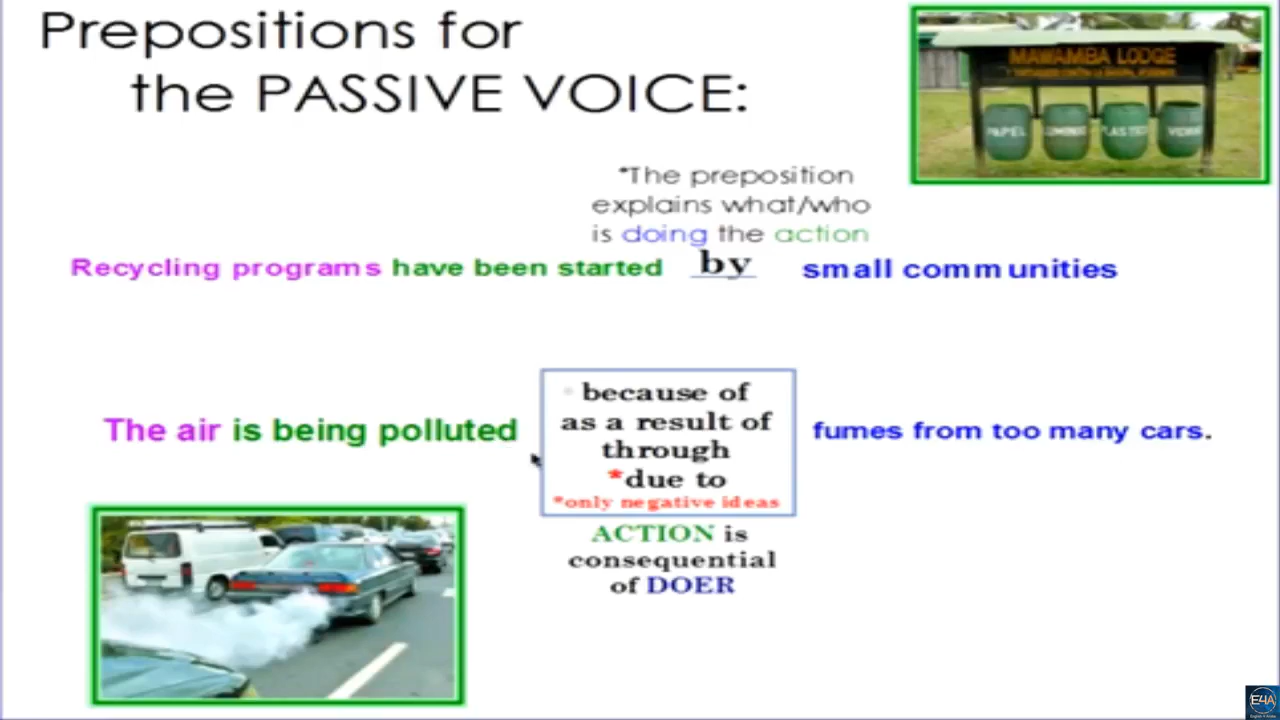 Prepositions for
the PASSIVE VOICE:
MAWAMBA LODGE
PAPEL
PLASTICO
*The preposition
explains what/who
is doing the action
Recycling programs have been started by small communities
because of
as a result of
through
*due to
*only negative ideas
The air is being polluted fumes from too many cars.
ACTION is
consequential
of DOER
E4A